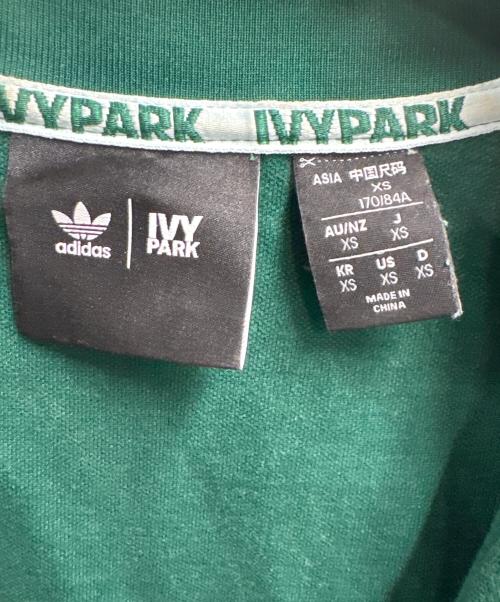 IVYPARK IVYPARK
adidas
IVY
PARK
ASIA 中国尺码
XS
170/84A
AU/NZ J
XS XS
KR US D
XS XS XS
MADE IN
CHINA